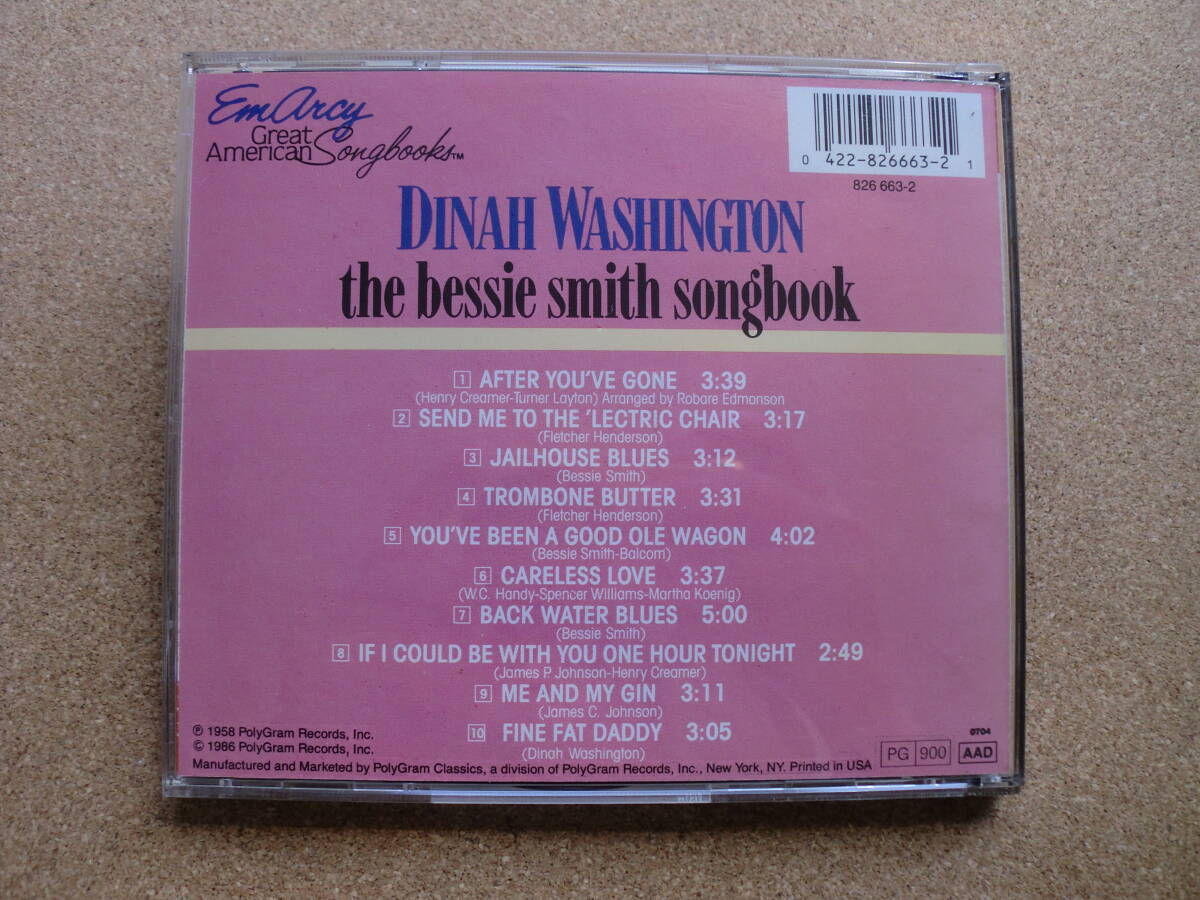 EmArcy
Great
American Songbooks™
0 422-826663-2 1
826 663-2
DINAH WASHINGTON
the bessie smith songbook
1 AFTER YOU'VE GONE 3:39
(Henry Creamer-Turner Layton) Arranged by Robare Edmonson
2 SEND ME TO THE 'LECTRIC CHAIR 3:17
(Fletcher Henderson)
3 JAILHOUSE BLUES 3:12
(Bessie Smith)
4 TROMBONE BUTTER 3:31
(Fletcher Henderson)
5 YOU'VE BEEN A GOOD OLE WAGON 4:02
(Bessie Smith-Balcom)
6 CARELESS LOVE 3:37
(W.C. Handy-Spencer Williams-Martha Koenig)
7 BACK WATER BLUES 5:00
(Bessie Smith)
8 IF I COULD BE WITH YOU ONE HOUR TONIGHT 2:49
(James P. Johnson-Henry Creamer)
9 ME AND MY GIN 3:11
(James C. Johnson)
10 FINE FAT DADDY 3:05
(Dinah Washington)
℗ 1958 PolyGram Records, Inc.
© 1986 PolyGram Records, Inc.
Manufactured and Marketed by PolyGram Classics, a division of PolyGram Records, Inc., New York, NY. Printed in USA
0704
PG 900 AAD